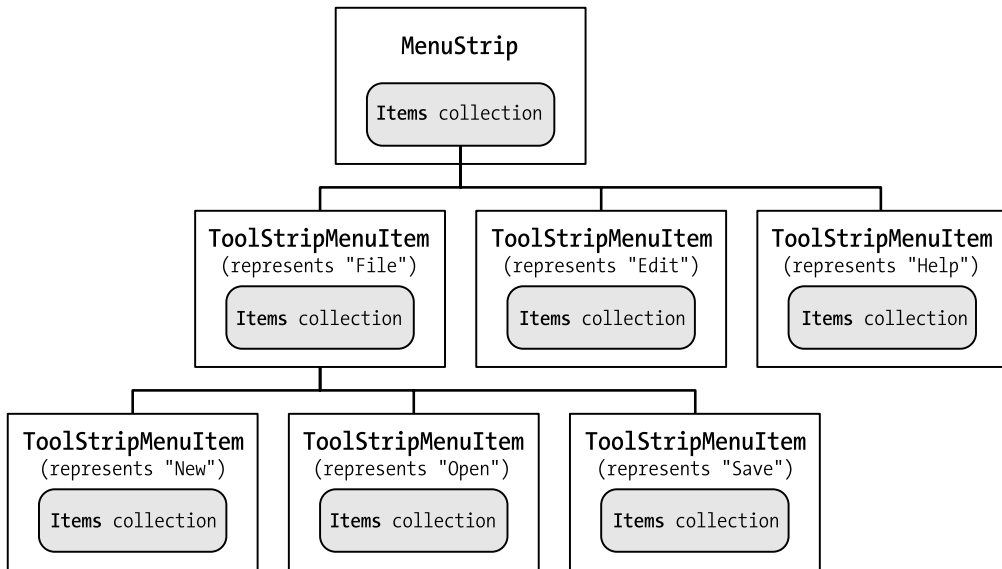 MenuStrip
Items collection
ToolStripMenuItem
(represents "File")
Items collection
ToolStripMenuItem
(represents "Edit")
Items collection
ToolStripMenuItem
(represents "Help")
Items collection
ToolStripMenuItem
(represents "New")
Items collection
ToolStripMenuItem
(represents "Open")
Items collection
ToolStripMenuItem
(represents "Save")
Items collection